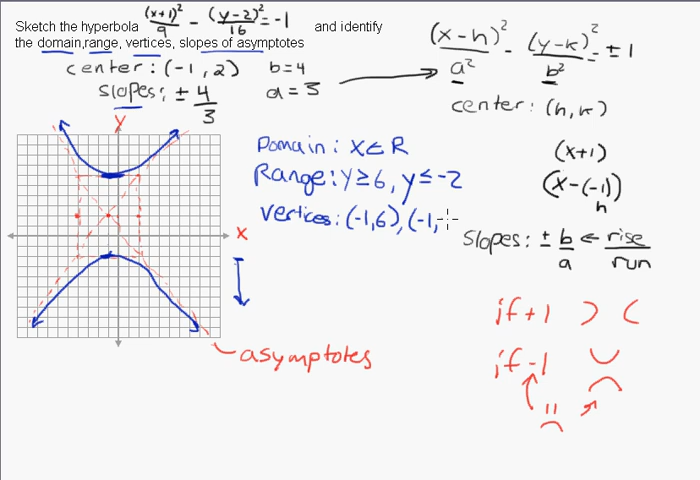 Sketch the hyperbola (x+1)²/9 - (y-2)²/16 = -1 and identify
the domain,range, vertices, slopes of asymptotes
center: (-1, 2) b=4
slopes: ± 4/3 a=3
(x-h)²/a² - (y-k)²/b² = ±1
center: (h, k)
(x+1)
(x-(-1))
h
slopes: ± b/a ← rise/run
if +1 ) (
if -1
Y
X
Domain: X∈R
Range: Y≥6, Y≤-2
Vertices: (-1,6), (-1,-
asymptotes